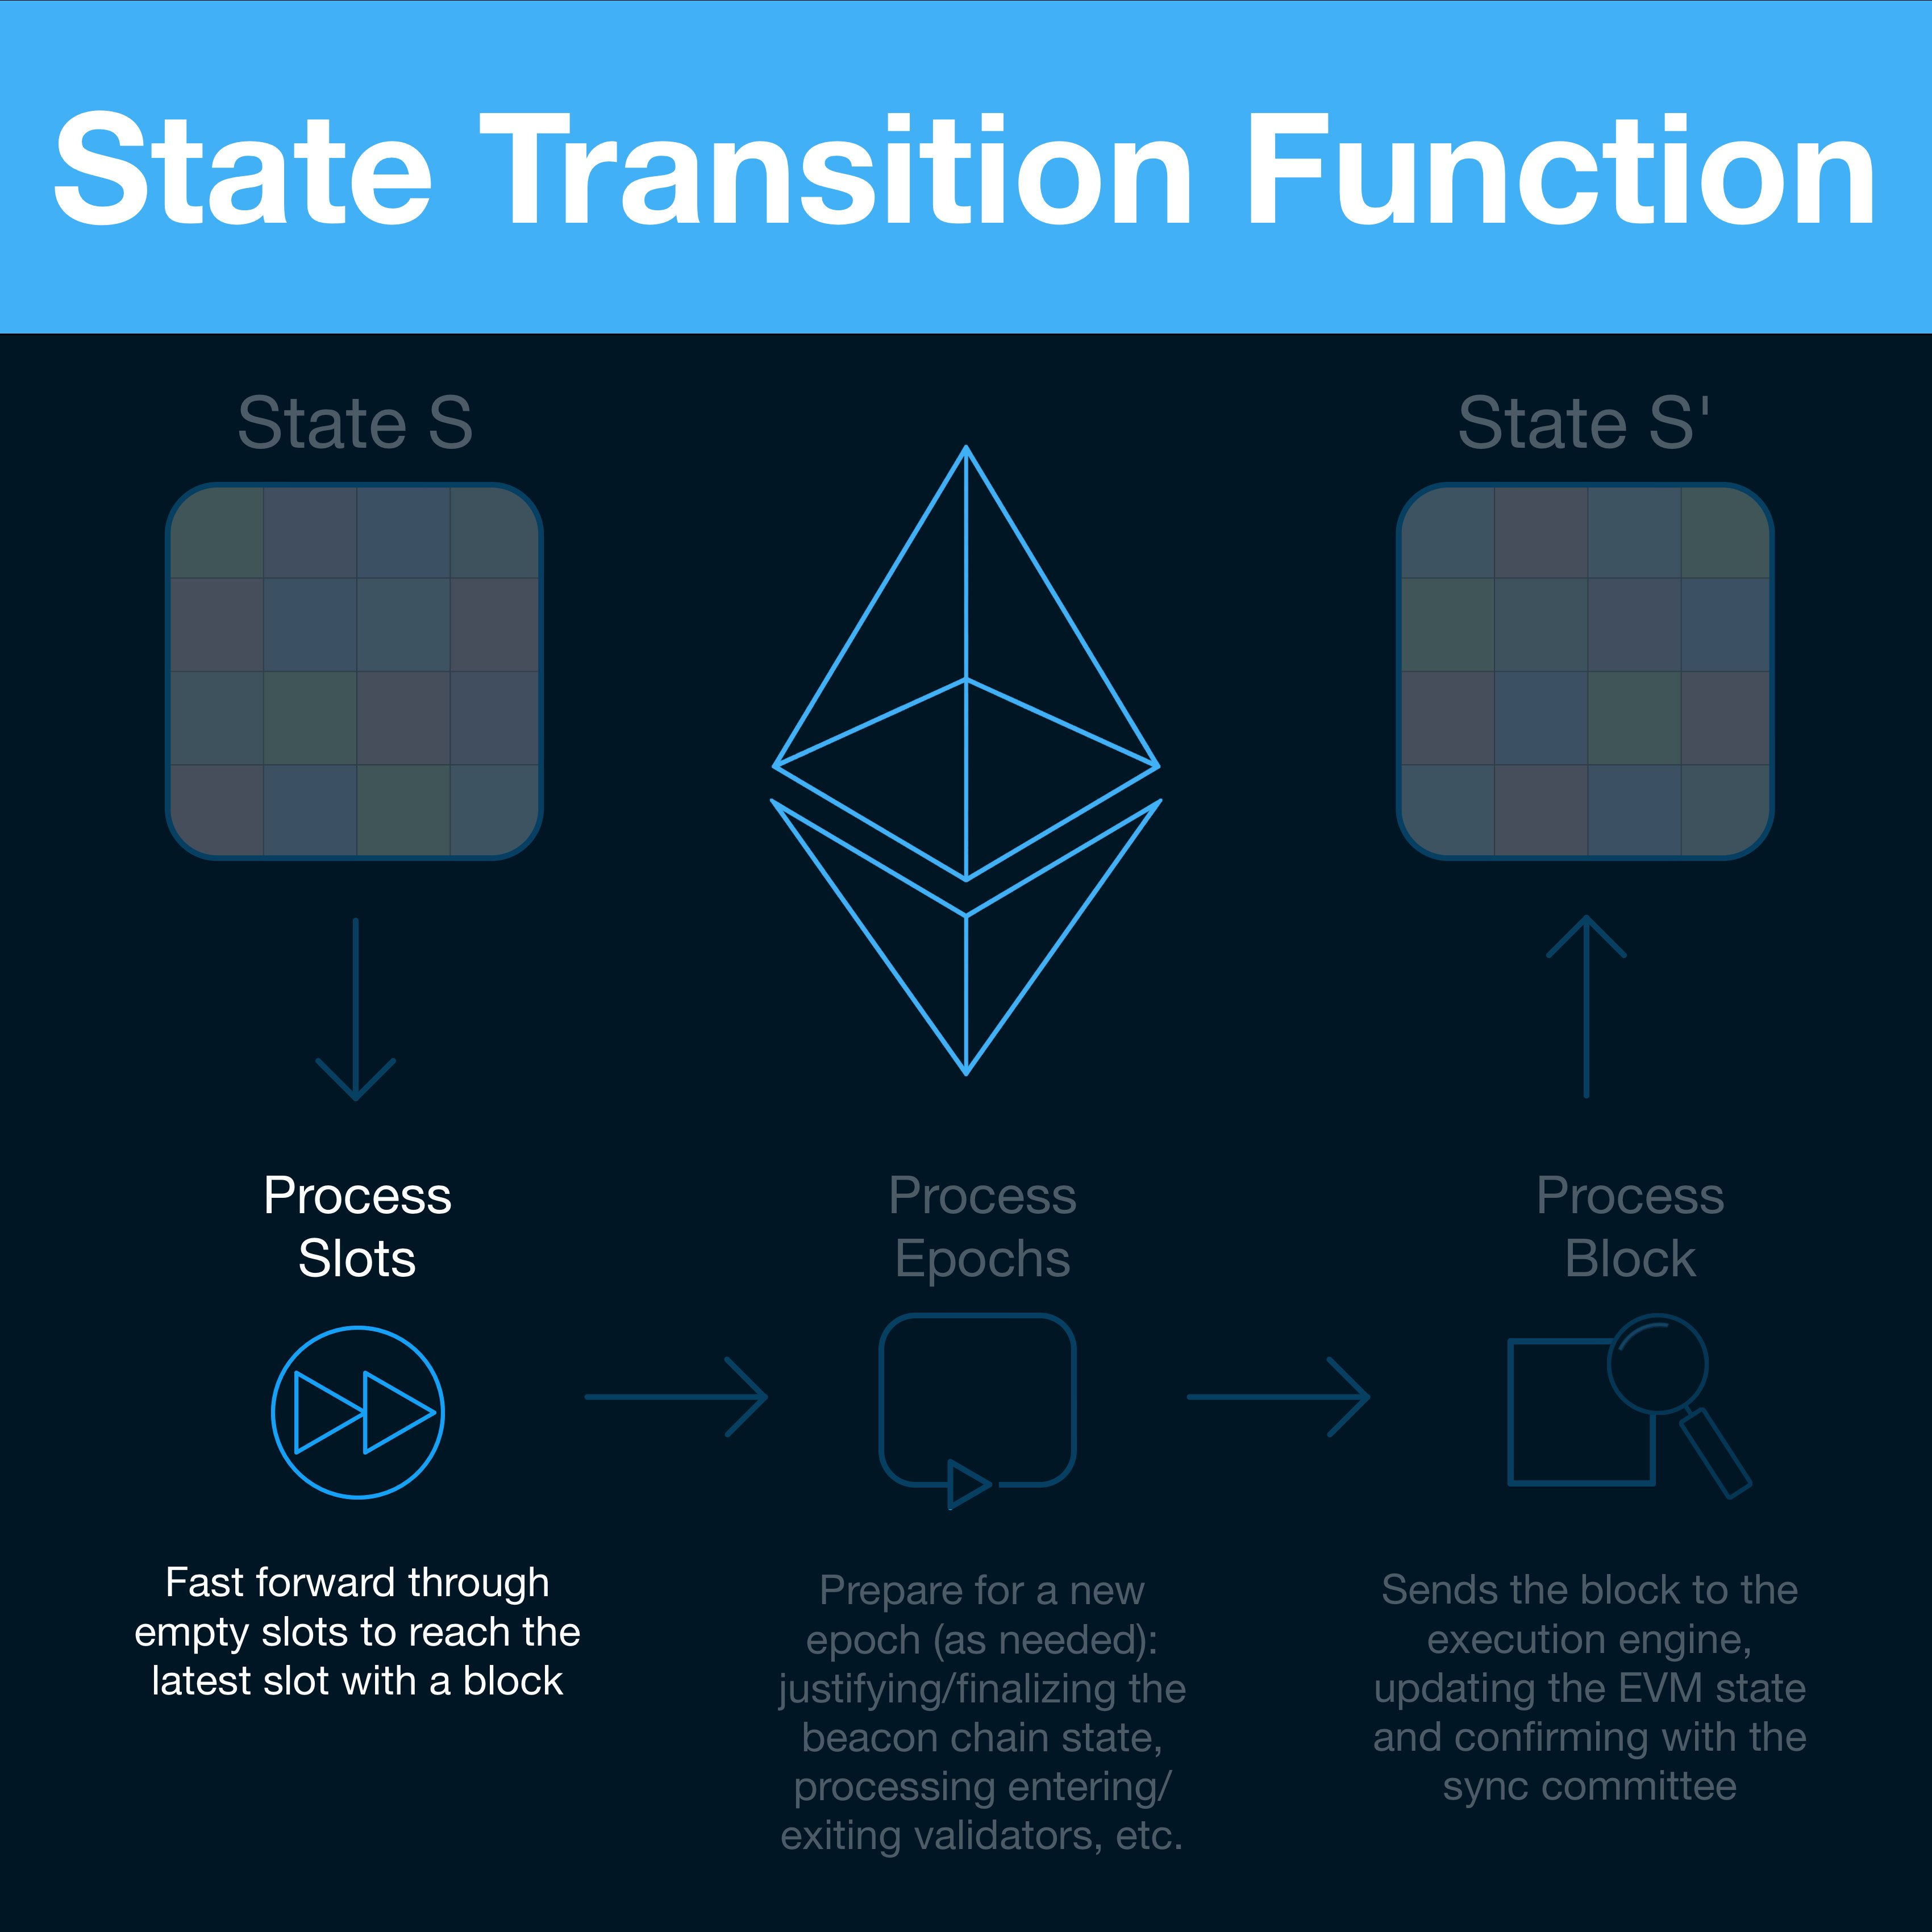 State Transition Function
State S
State S'
Process
Slots
Fast forward through
empty slots to reach the
latest slot with a block
Process
Epochs
Prepare for a new
epoch (as needed):
justifying/finalizing the
beacon chain state,
processing entering/
exiting validators, etc.
Process
Block
Sends the block to the
execution engine,
updating the EVM state
and confirming with the
sync committee